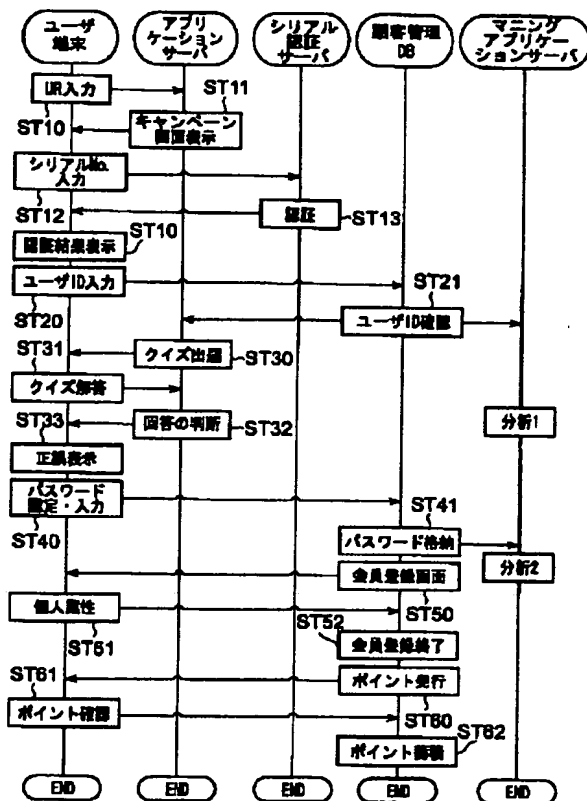 ユーザ
端末
アプリ
ケーション
サーバ
シリアル
認証
サーバ
顧客管理
DB
マニング
アプリケー
ションサーバ
UR入力
ST10
ST11
キャンペーン
画面表示
シリアルNo.
入力
ST12
認証
ST13
ST10
認証結果表示
ユーザID入力
ST20
ST21
ユーザID確認
ST31
クイズ出題
ST30
クイズ解答
ST33
回答の判断
ST32
分析1
正誤表示
パスワード
設定・入力
ST40
ST41
パスワード格納
分析2
会員登録画面
ST50
個人属性
ST51
ST52
会員登録終了
ST61
ポイント発行
ST60
ポイント確認
ST62
ポイント蓄積
END
END
END
END
END